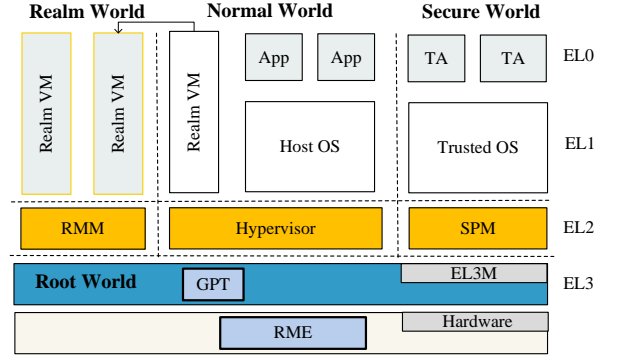 Realm World
Normal World
Secure World
Realm VM
Realm VM
Realm VM
App
App
TA
TA
EL0
Host OS
Trusted OS
EL1
RMM
Hypervisor
SPM
EL2
Root World
GPT
EL3M
EL3
RME
Hardware